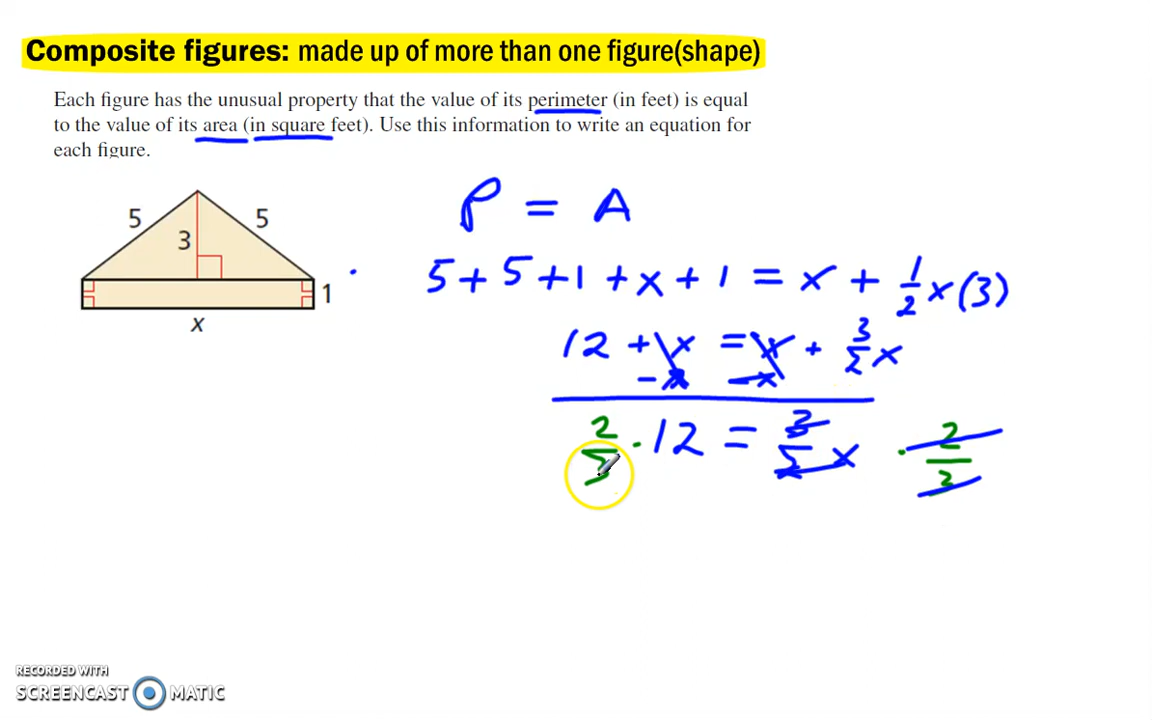 Composite figures: made up of more than one figure(shape)
Each figure has the unusual property that the value of its perimeter (in feet) is equal
to the value of its area (in square feet). Use this information to write an equation for
each figure.
5 5
3
1
x
P = A
5 + 5 + 1 + x + 1 = x + 1/2 x (3)
12 + 1x = 1x + 3/2 x
- x - x
2/3 · 12 = 3/2 x · 2/3
RECORDED WITH
SCREENCAST MATIC